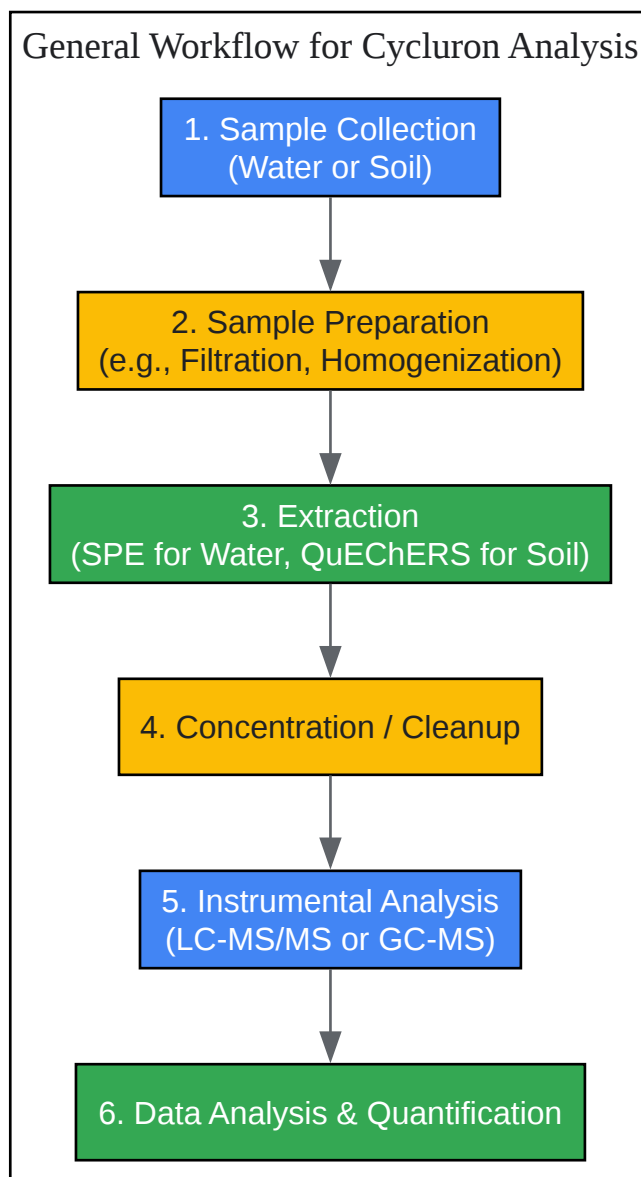 General Workflow for Cycluron Analysis
1. Sample Collection
(Water or Soil)
2. Sample Preparation
(e.g., Filtration, Homogenization)
3. Extraction
(SPE for Water, QuEChERS for Soil)
4. Concentration / Cleanup
5. Instrumental Analysis
(LC-MS/MS or GC-MS)
6. Data Analysis & Quantification